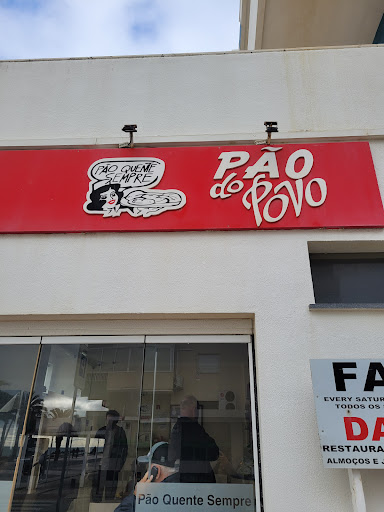 PÃO QUENTE
SEMPRE
PÃO
do POVO
FA
EVERY SATUR
TODOS OS
DA
RESTAURA
ALMOÇOS E J
Pão Quente Sempre